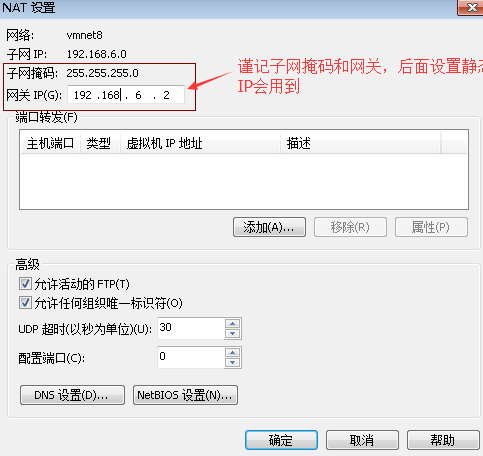 NAT 设置
网络: vmnet8
子网 IP: 192.168.6.0
子网掩码: 255.255.255.0
网关 IP(G): 192 .168. 6 . 2
谨记子网掩码和网关，后面设置静态
IP会用到
端口转发(F)
主机端口 类型 虚拟机 IP 地址 描述
添加(A)... 移除(R) 属性(P)
高级
允许活动的 FTP(T)
允许任何组织唯一标识符(O)
UDP 超时(以秒为单位)(U): 30
配置端口(C): 0
DNS 设置(D)... NetBIOS 设置(N)...
确定 取消 帮助